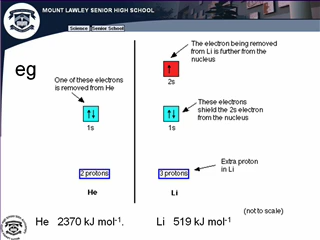 MOUNT LAWLEY SENIOR HIGH SCHOOL
Science Senior School
eg
The electron being removed
from Li is further from the
nucleus
One of these electrons
is removed from He
2s
These electrons
shield the 2s electron
from the nucleus
1s
1s
Extra proton
in Li
2 protons
3 protons
He
Li
(not to scale)
He 2370 kJ mol⁻¹. Li 519 kJ mol⁻¹